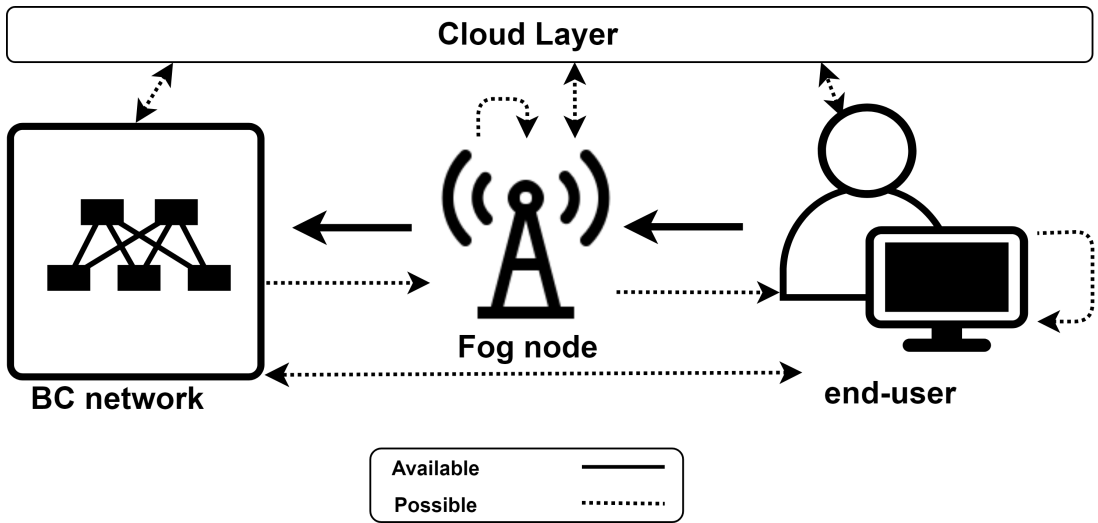 Cloud Layer
Fog node
BC network
end-user
Available
Possible